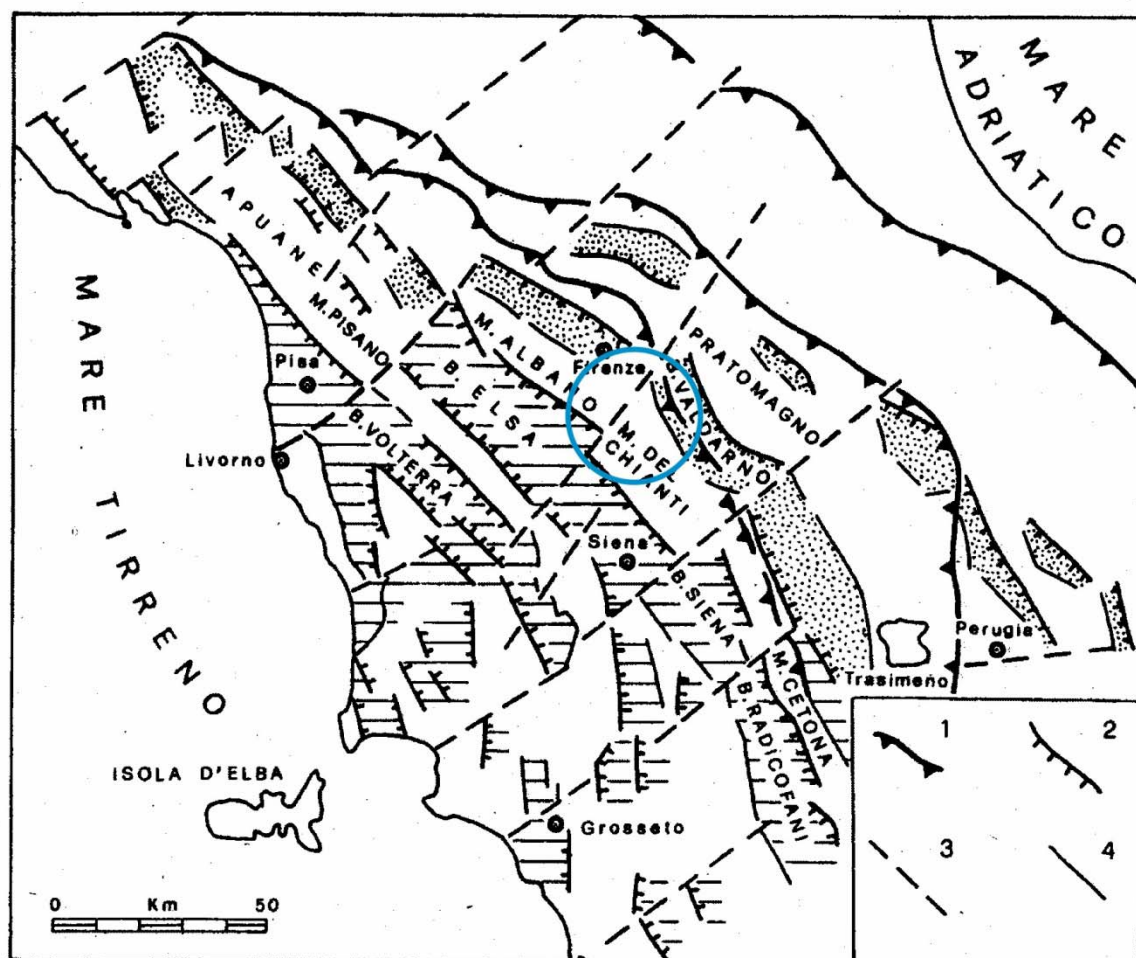 MARE
ADRIATICO
MARE TIRRENO
APUANE
M.PISANO
M. ALBANO
B. ELSA
Pisa
Firenze
VALDARNO
PRATOMAGNO
B.VOLTERRA
M. DEL
CHIANTI
Livorno
Siena
B. SIENA
Perugia
Trasimeno
M. CETONA
B. RADICOFANI
ISOLA D'ELBA
Grosseto
0 Km 50
1 2
3 4